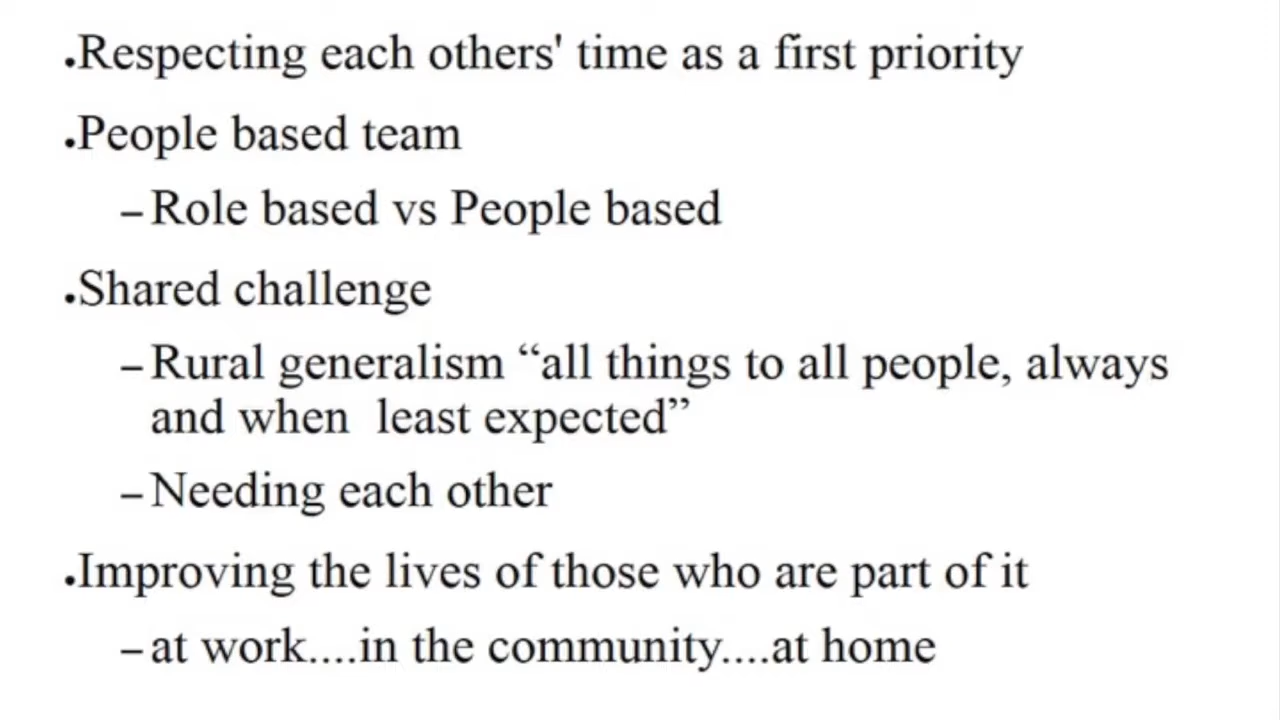 •Respecting each others' time as a first priority
•People based team
–Role based vs People based
•Shared challenge
–Rural generalism “all things to all people, always
and when  least expected”
–Needing each other
•Improving the lives of those who are part of it
–at work....in the community....at home